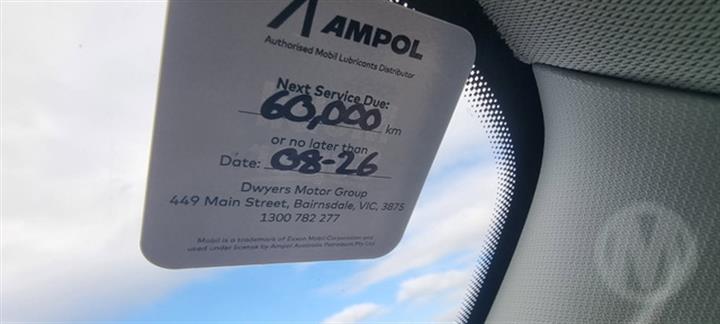 AMPOL
Authorised Mobil Lubricants Distributor
Next Service Due:
60,000 km
or no later than
Date: 08-26
Dwyers Motor Group
449 Main Street, Bairnsdale, VIC, 3875
1300 782 277
Mobil is a trademark of Exxon Mobil Corporation and
used under license by Ampol Australia Petroleum Pty Ltd